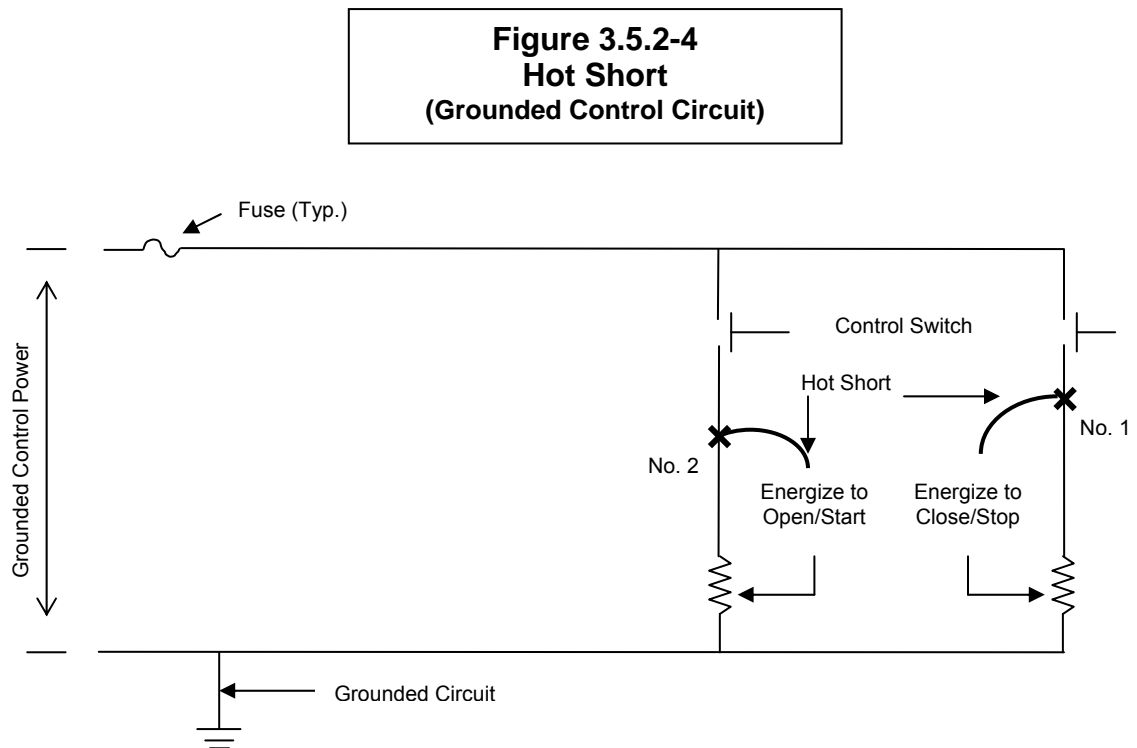 Figure 3.5.2-4
Hot Short
(Grounded Control Circuit)
Fuse (Typ.)
Grounded Control Power
Control Switch
Hot Short
No. 1
No. 2
Energize to
Open/Start
Energize to
Close/Stop
Grounded Circuit